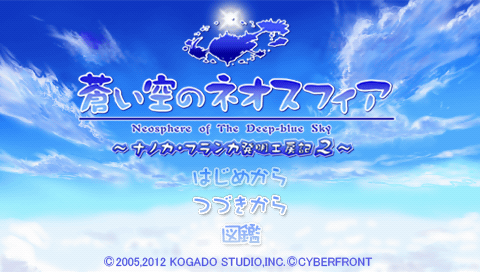 蒼い空のネオスフィア
Neosphere of The Deep-blue Sky
～ナノカ・フランカ発明工房記2～
はじめから
つづきから
図鑑
©2005,2012 KOGADO STUDIO,INC. ©CYBERFRONT